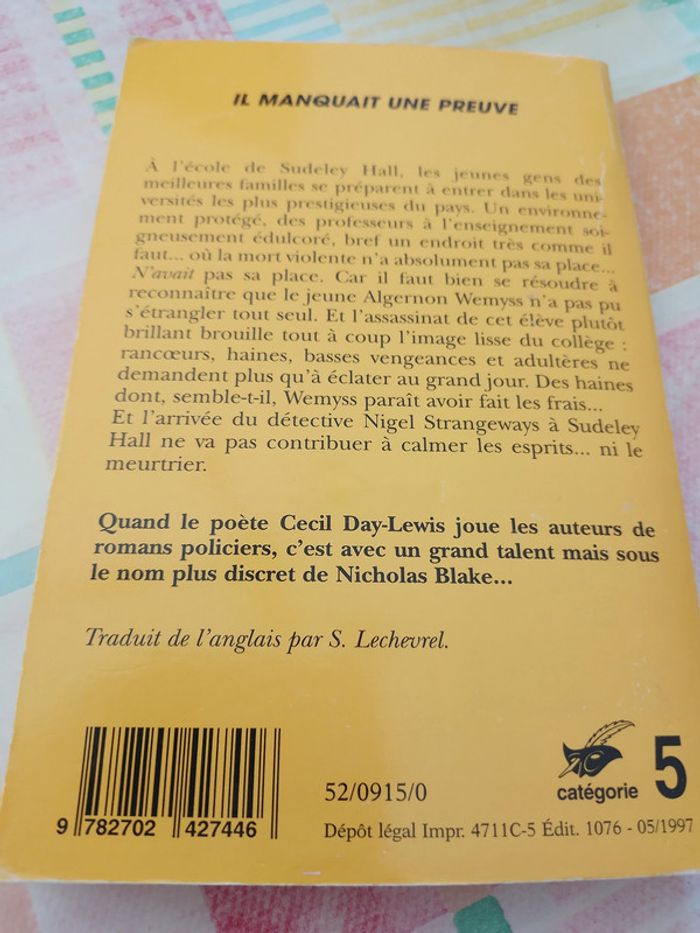 IL MANQUAIT UNE PREUVE
À l'école de Sudeley Hall, les jeunes gens des
meilleures familles se préparent à entrer dans les uni-
versités les plus prestigieuses du pays. Un environne-
ment protégé, des professeurs à l'enseignement soi-
gneusement édulcoré, bref un endroit très comme il
faut... où la mort violente n'a absolument pas sa place...
N'avait pas sa place. Car il faut bien se résoudre à
reconnaître que le jeune Algernon Wemyss n'a pas pu
s'étrangler tout seul. Et l'assassinat de cet élève plutôt
brillant brouille tout à coup l'image lisse du collège :
rancœurs, haines, basses vengeances et adultères ne
demandent plus qu'à éclater au grand jour. Des haines
dont, semble-t-il, Wemyss paraît avoir fait les frais...
Et l'arrivée du détective Nigel Strangeways à Sudeley
Hall ne va pas contribuer à calmer les esprits... ni le
meurtrier.
Quand le poète Cecil Day-Lewis joue les auteurs de
romans policiers, c'est avec un grand talent mais sous
le nom plus discret de Nicholas Blake...
Traduit de l'anglais par S. Lechevrel.
9 782702 427446
52/0915/0
catégorie 5
Dépôt légal Impr. 4711C-5 Édit. 1076 - 05/1997